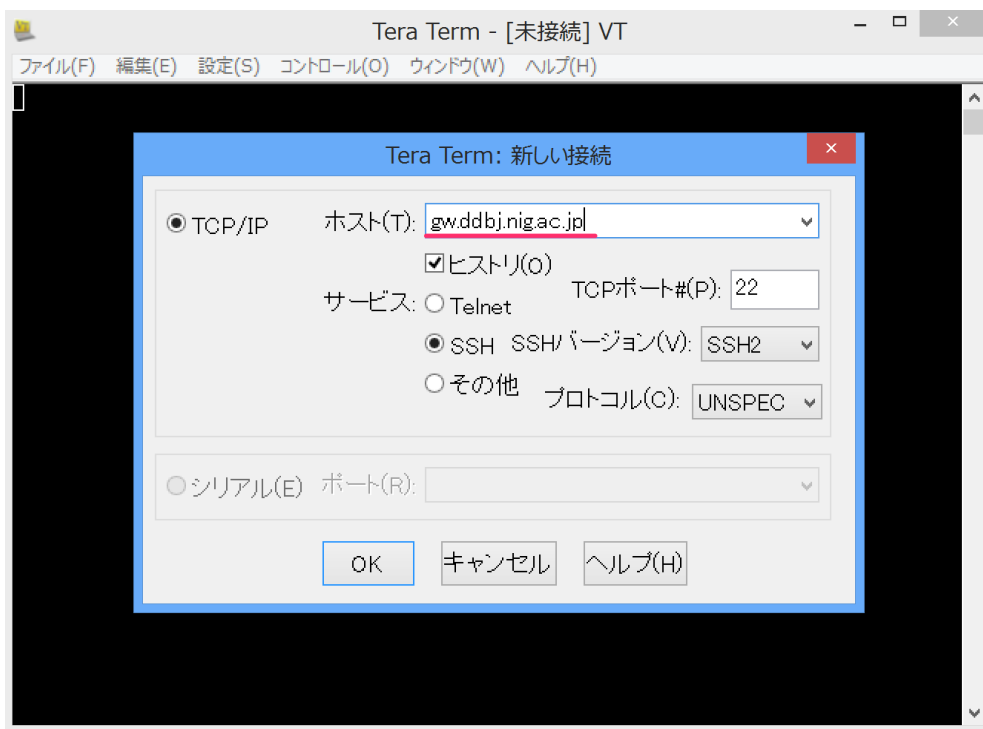 Tera Term - [未接続] VT
ファイル(F) 編集(E) 設定(S) コントロール(O) ウィンドウ(W) ヘルプ(H)
Tera Term: 新しい接続
TCP/IP ホスト(T): gw.ddbj.nig.ac.jp
ヒストリ(O)
サービス: Telnet TCPポート#(P): 22
SSH SSHバージョン(V): SSH2
その他 プロトコル(C): UNSPEC
シリアル(E) ポート(R):
OK キャンセル ヘルプ(H)